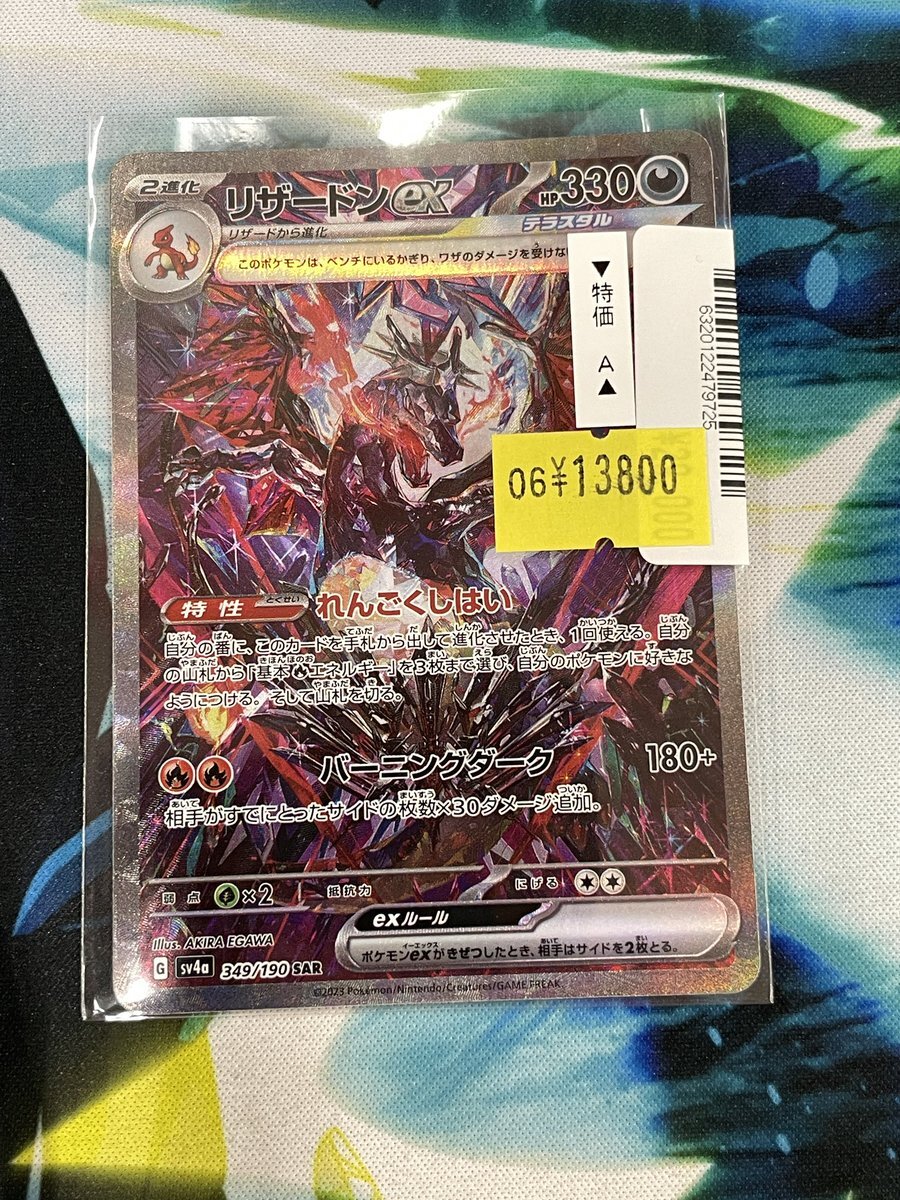 2進化
リザードンex
HP330
リザードから進化
テラスタル
このポケモンは、ベンチにいるかぎり、ワザのダメージを受けな
▼特価 A▲
6320122479725
06¥13800
特性
とくせい
れんごくしはい
自分の番に、このカードを手札から出して進化させたとき、1回使える。自分
の山札から「基本エネルギー」を3枚まで選び、自分のポケモンに好きな
ようにつける。そして山札を切る。
バーニングダーク 180+
相手がすでにとったサイドの枚数×30ダメージ追加。
弱点 ×2 抵抗力 にげる
exルール
ポケモンexがきぜつしたとき、相手はサイドを2枚とる。
Illus. AKIRA EGAWA
G sv4a 349/190 SAR
©2023 Pokémon/Nintendo/Creatures/GAME FREAK.